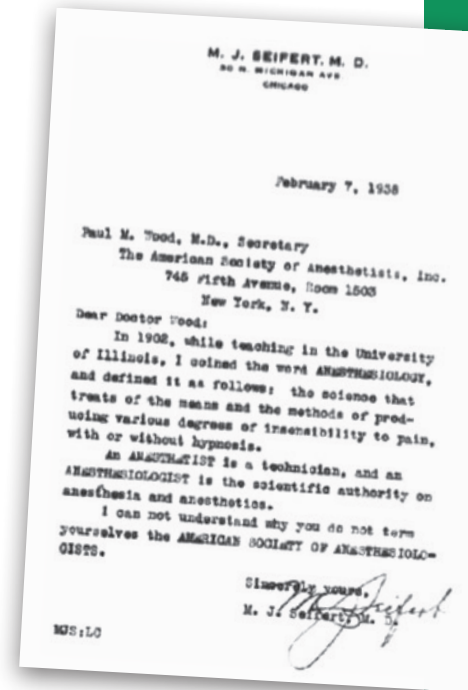 M. J. SEIFERT, M. D.
30 N. MICHIGAN AVE
CHICAGO
February 7, 1938
Paul M. Wood, M.D., Secretary
The American Society of Anesthetists, Inc.
745 Fifth Avenue, Room 1503
New York, N. Y.
Dear Doctor Wood:
In 1902, while teaching in the University
of Illinois, I coined the word ANESTHESIOLOGY,
and defined it as follows: the science that
treats of the means and the methods of prod-
ucing various degrees of insensibility to pain,
with or without hypnosis.
An ANESTHETIST is a technician, and an
ANESTHESIOLOGIST is the scientific authority on
anesthesia and anesthetics.
I can not understand why you do not term
yourselves the AMERICAN SOCIETY OF ANESTHESIOLO-
GISTS.
Sincerely yours,
M. J. Seifert
M. J. Seifert, M. D.
MJS:LC